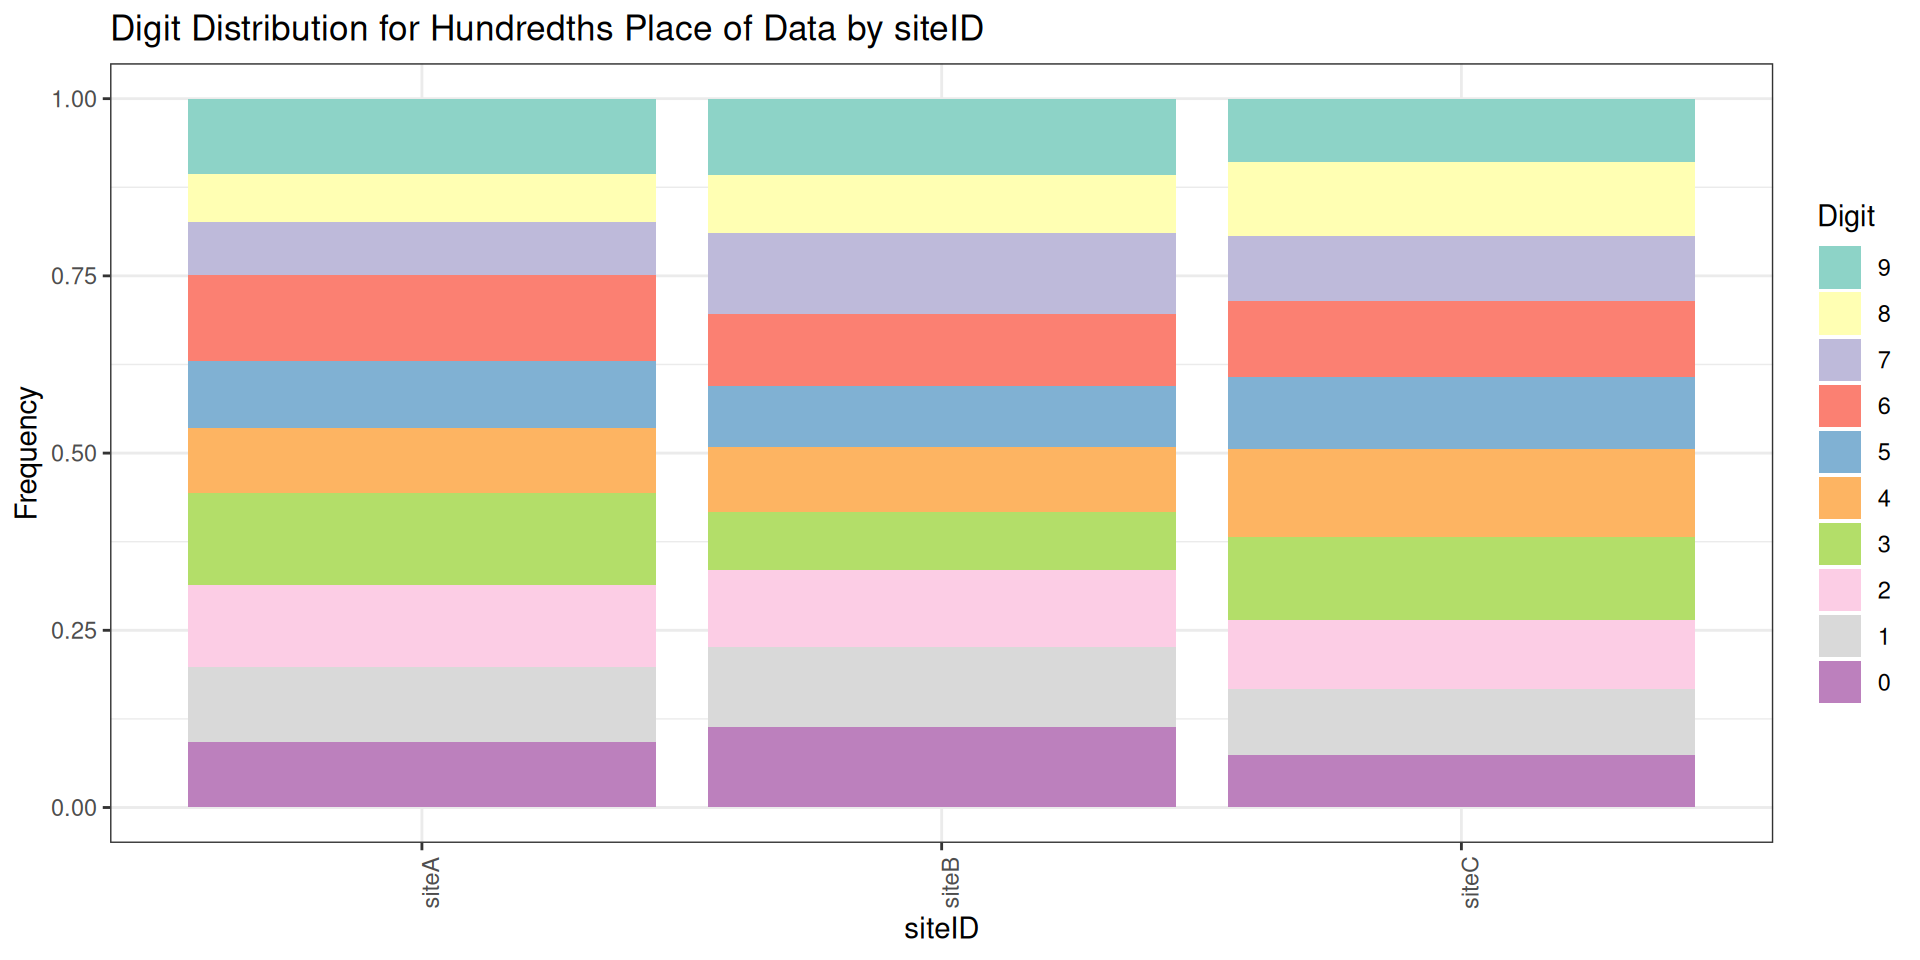 Digit Distribution for Hundredths Place of Data by siteID
Frequency
1.00
0.75
0.50
0.25
0.00
siteA
siteB
siteC
siteID
Digit
9
8
7
6
5
4
3
2
1
0